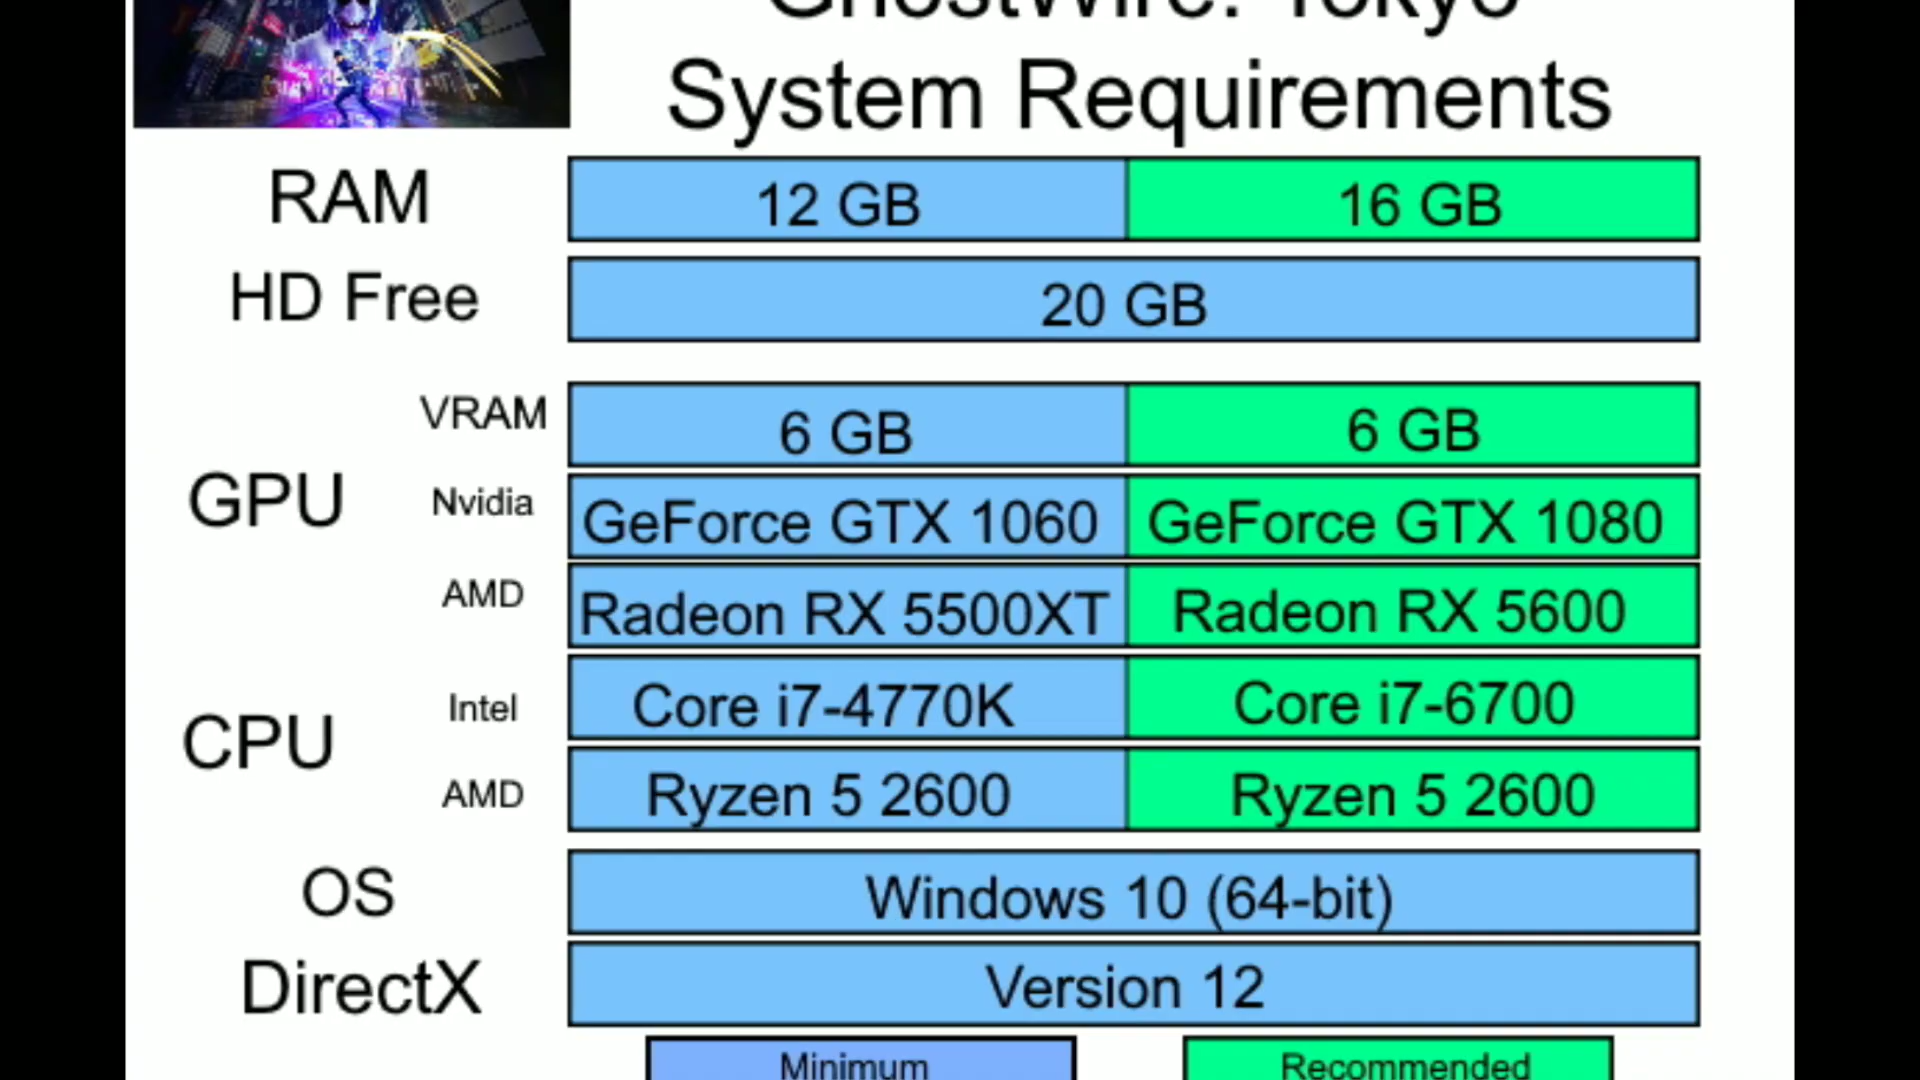 Ghostwire: Tokyo
System Requirements
RAM 12 GB 16 GB
HD Free 20 GB
VRAM 6 GB 6 GB
GPU Nvidia GeForce GTX 1060 GeForce GTX 1080
AMD Radeon RX 5500XT Radeon RX 5600
Intel Core i7-4770K Core i7-6700
CPU
AMD Ryzen 5 2600 Ryzen 5 2600
OS Windows 10 (64-bit)
DirectX Version 12
Minimum Recommended